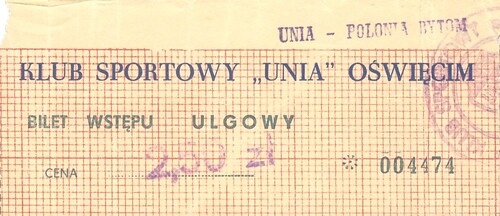 UNIA - POLONIA BYTOM
KLUB SPORTOWY „UNIA” OŚWIĘCIM
BILET WSTĘPU ULGOWY
CENA 2,50 zł * 004474